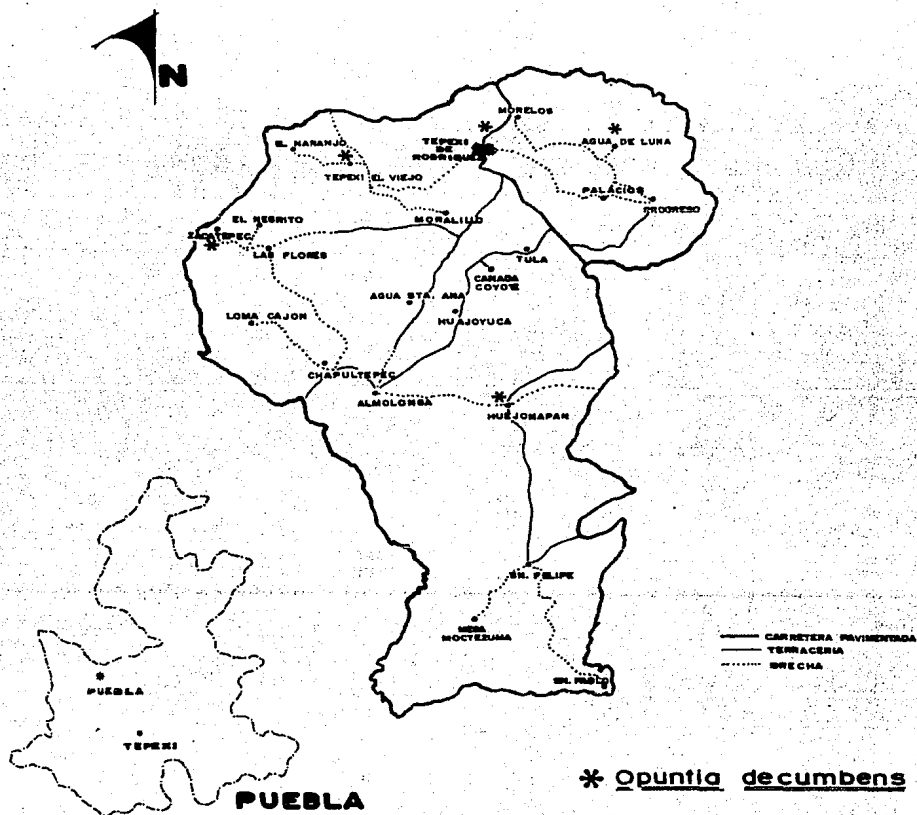 N
MORELOS
EL NARANJO
TEPEXI
DE
RODRIGUEZ
AGUA DE LUNA
TEPEXI EL VIEJO
PALACIOS
PROGRESO
EL NEGRITO
MORALILLO
ZACATEPEC
LAS FLORES
TULA
CAÑADA
COYOTE
AGUA STA. ANA
HUAJOYUCA
LOMA CAJON
CHAPULTEPEC
ALMOLONGA
HUEJONAPAN
SN. FELIPE
MESA
MOCTEZUMA
SN. PABLO
CARRETERA PAVIMENTADA
TERRACERIA
BRECHA
PUEBLA
TEPEXI
PUEBLA
* Opuntia decumbens